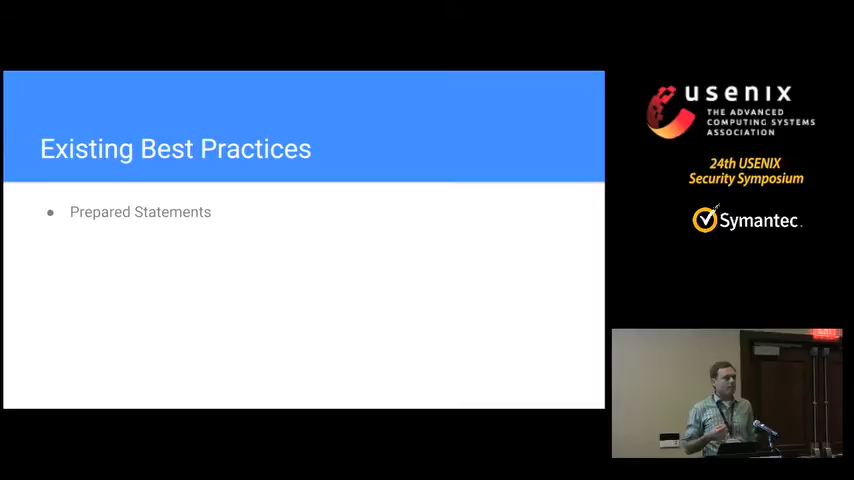 Existing Best Practices
● Prepared Statements
usenix
THE ADVANCED
COMPUTING SYSTEMS
ASSOCIATION
24th USENIX
Security Symposium
Symantec.